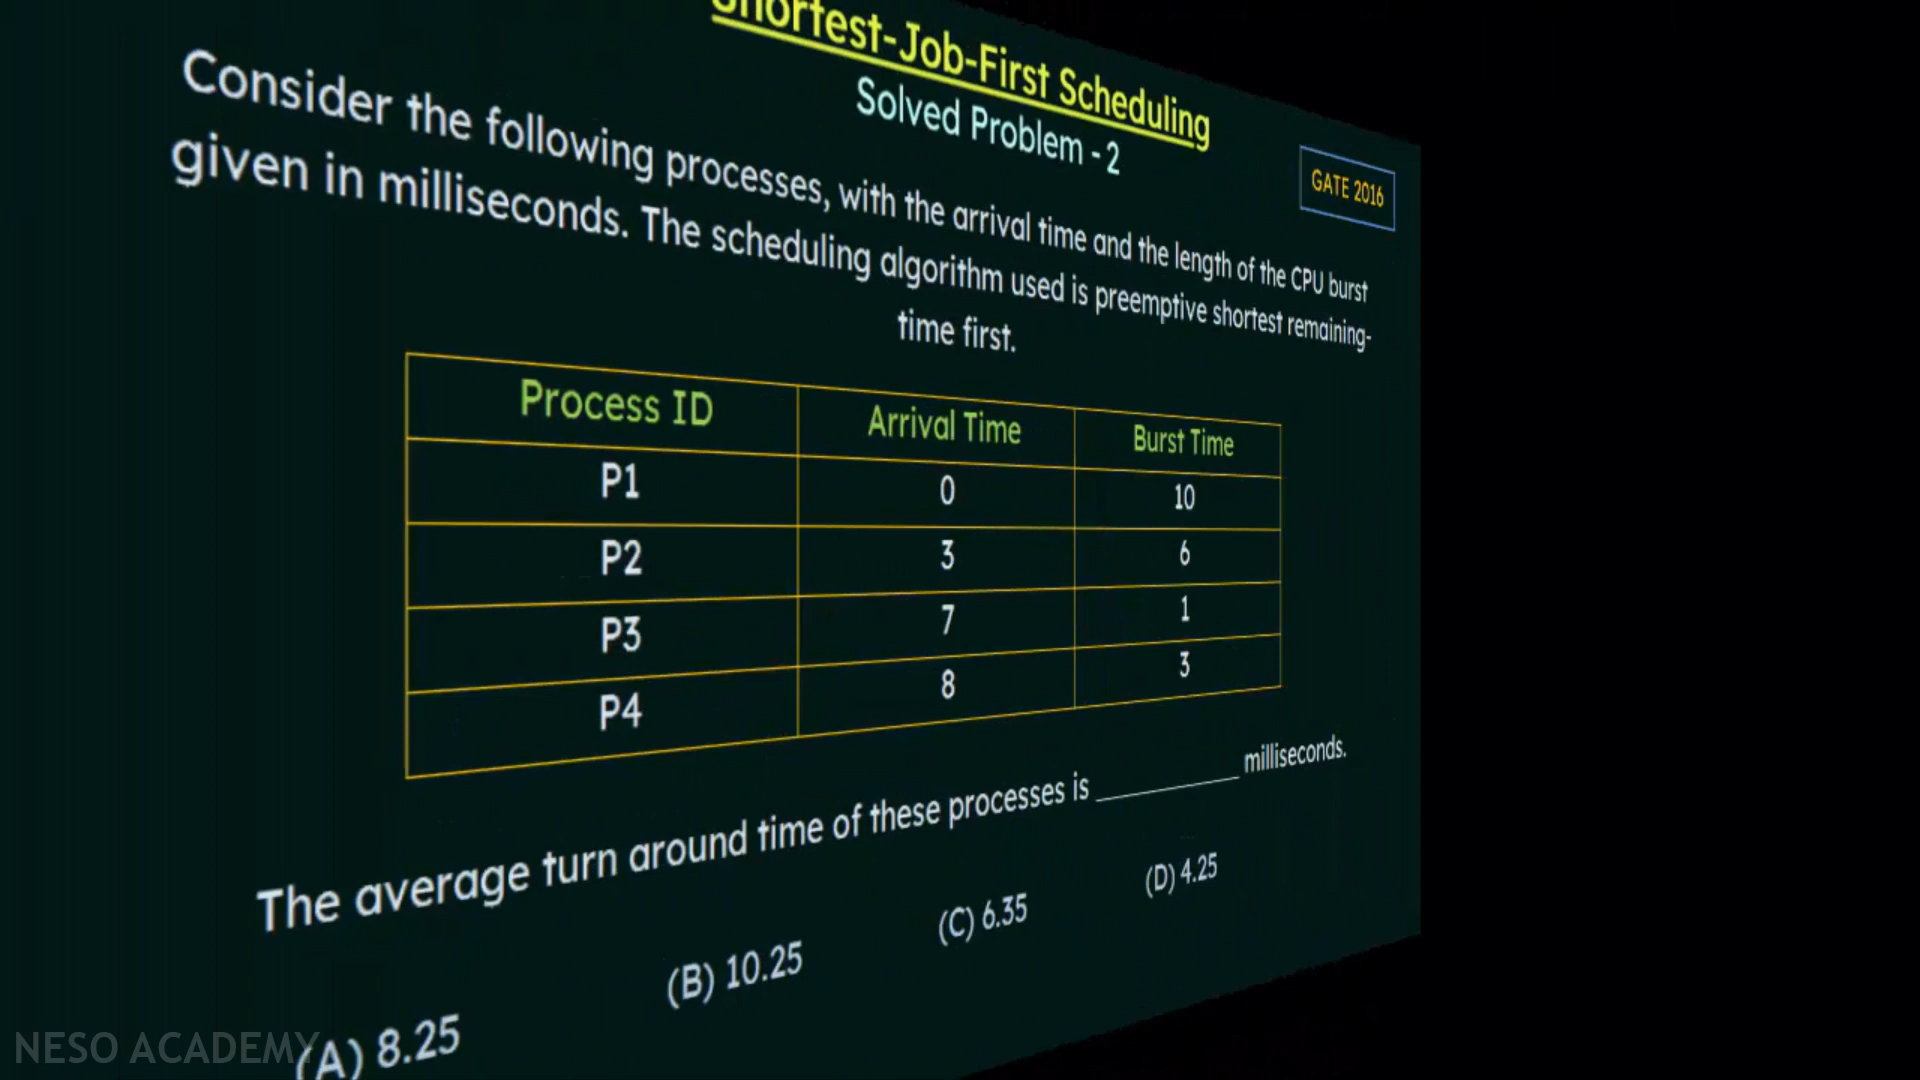 Shortest-Job-First Scheduling
Solved Problem - 2
GATE 2016
Consider the following processes, with the arrival time and the length of the CPU burst
given in milliseconds. The scheduling algorithm used is preemptive shortest remaining-
time first.
Process ID Arrival Time Burst Time
P1 0 10
P2 3 6
P3 7 1
P4 8 3
The average turn around time of these processes is __________ milliseconds.
(A) 8.25 (B) 10.25 (C) 6.35 (D) 4.25
NESO ACADEMY